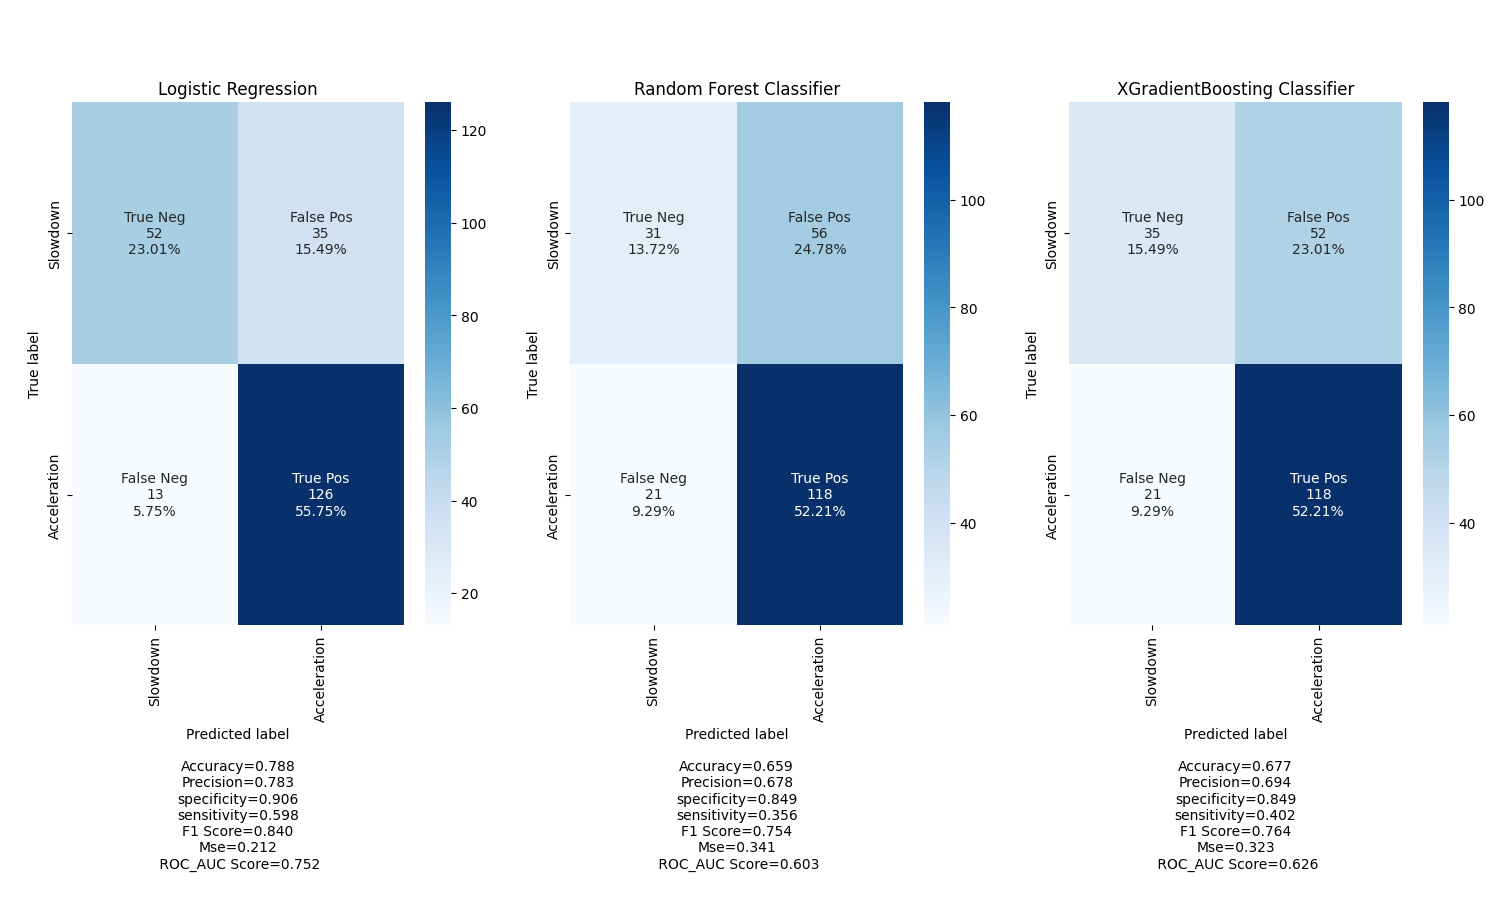 Logistic Regression
True Neg
52
23.01%
False Pos
35
15.49%
False Neg
13
5.75%
True Pos
126
55.75%
Slowdown
Acceleration
True label
Slowdown
Acceleration
Predicted label
120
100
80
60
40
20
Accuracy=0.788
Precision=0.783
specificity=0.906
sensitivity=0.598
F1 Score=0.840
Mse=0.212
ROC_AUC Score=0.752
Random Forest Classifier
True Neg
31
13.72%
False Pos
56
24.78%
False Neg
21
9.29%
True Pos
118
52.21%
Slowdown
Acceleration
True label
Slowdown
Acceleration
Predicted label
100
80
60
40
Accuracy=0.659
Precision=0.678
specificity=0.849
sensitivity=0.356
F1 Score=0.754
Mse=0.341
ROC_AUC Score=0.603
XGradientBoosting Classifier
True Neg
35
15.49%
False Pos
52
23.01%
False Neg
21
9.29%
True Pos
118
52.21%
Slowdown
Acceleration
True label
Slowdown
Acceleration
Predicted label
100
80
60
40
Accuracy=0.677
Precision=0.694
specificity=0.849
sensitivity=0.402
F1 Score=0.764
Mse=0.323
ROC_AUC Score=0.626